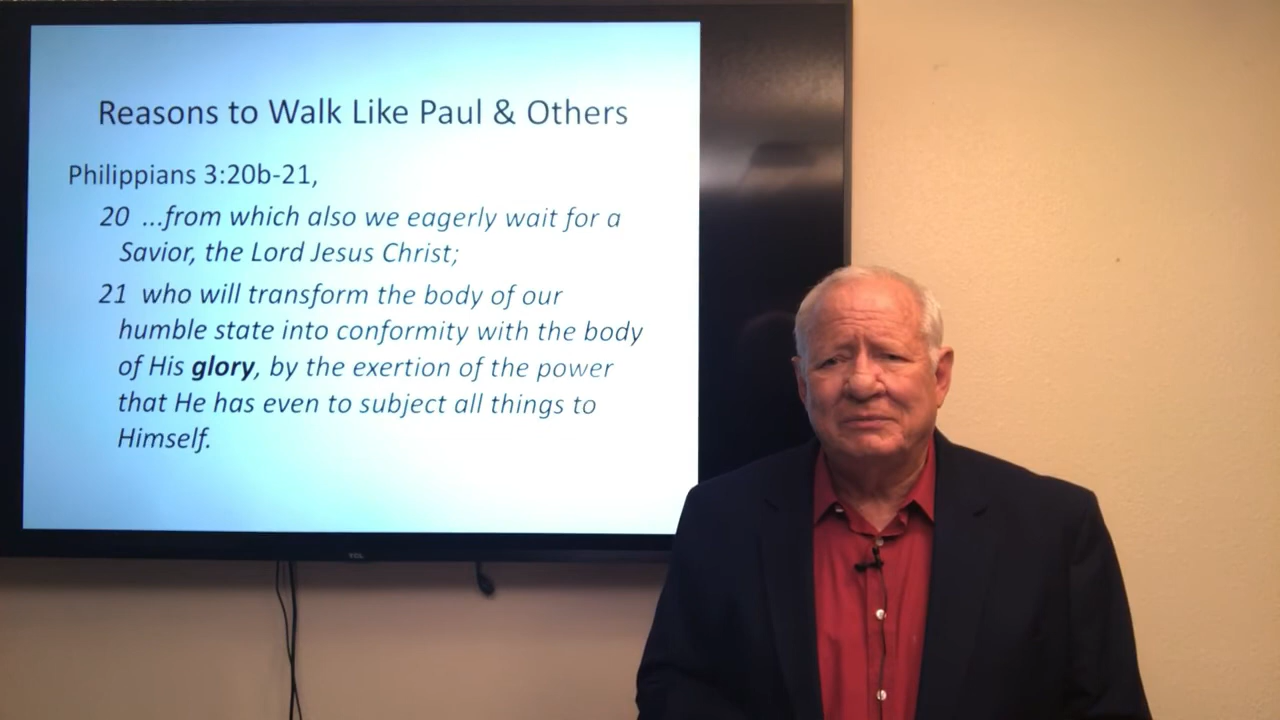 Reasons to Walk Like Paul & Others
Philippians 3:20b-21,
20 ...from which also we eagerly wait for a
Savior, the Lord Jesus Christ;
21 who will transform the body of our
humble state into conformity with the body
of His glory, by the exertion of the power
that He has even to subject all things to
Himself.
TCL